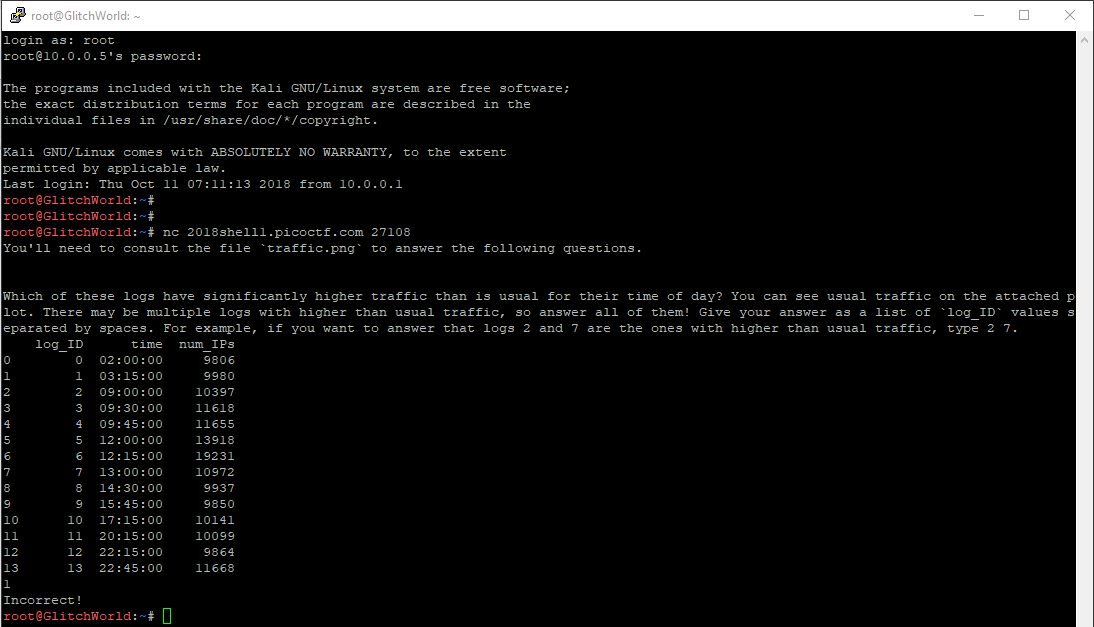 root@GlitchWorld: ~
login as: root
root@10.0.0.5's password:
The programs included with the Kali GNU/Linux system are free software;
the exact distribution terms for each program are described in the
individual files in /usr/share/doc/*/copyright.
Kali GNU/Linux comes with ABSOLUTELY NO WARRANTY, to the extent
permitted by applicable law.
Last login: Thu Oct 11 07:11:13 2018 from 10.0.0.1
root@GlitchWorld:~#
root@GlitchWorld:~#
root@GlitchWorld:~# nc 2018shell1.picoctf.com 27108
You'll need to consult the file `traffic.png` to answer the following questions.
Which of these logs have significantly higher traffic than is usual for their time of day? You can see usual traffic on the attached p
lot. There may be multiple logs with higher than usual traffic, so answer all of them! Give your answer as a list of `log_ID` values s
eparated by spaces. For example, if you want to answer that logs 2 and 7 are the ones with higher than usual traffic, type 2 7.
    log_ID      time  num_IPs
0        0  02:00:00     9806
1        1  03:15:00     9980
2        2  09:00:00    10397
3        3  09:30:00    11618
4        4  09:45:00    11655
5        5  12:00:00    13918
6        6  12:15:00    19231
7        7  13:00:00    10972
8        8  14:30:00     9937
9        9  15:45:00     9850
10      10  17:15:00    10141
11      11  20:15:00    10099
12      12  22:15:00     9864
13      13  22:45:00    11668
1
Incorrect!
root@GlitchWorld:~#